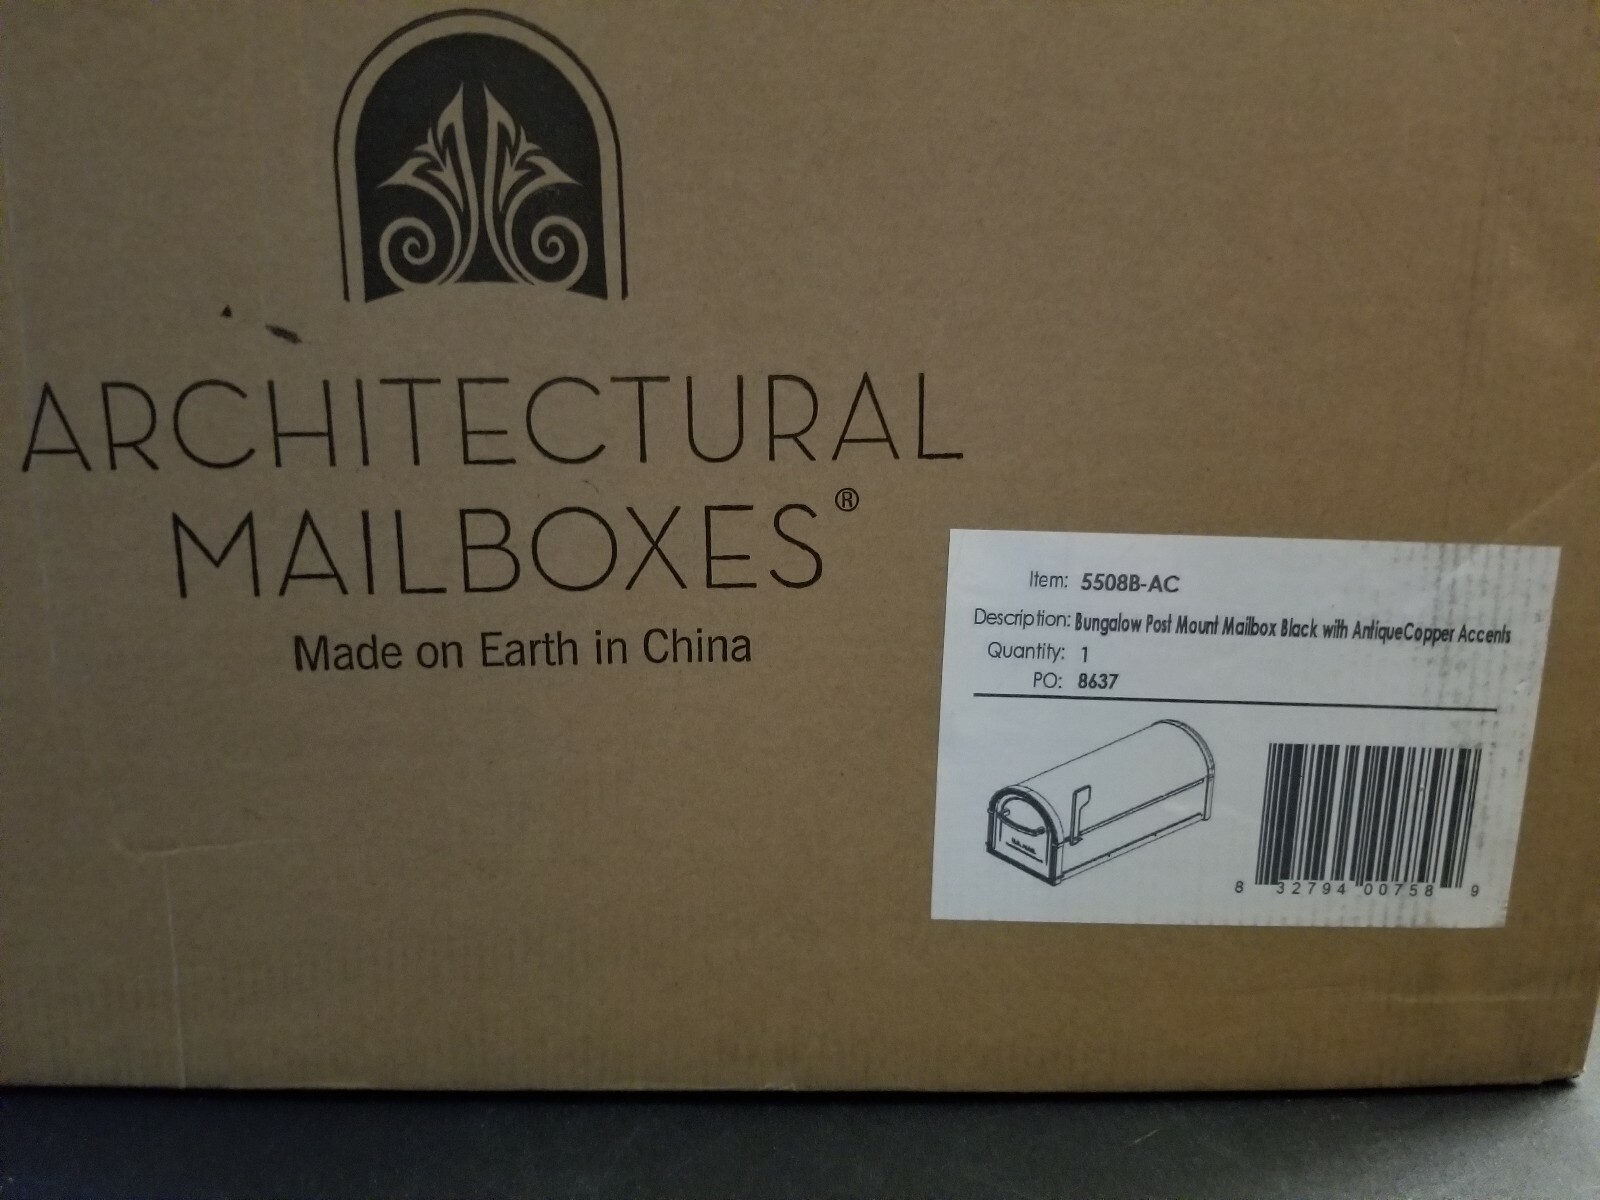 ARCHITECTURAL
MAILBOXES®
Made on Earth in China
Item: 5508B-AC
Description: Bungalow Post Mount Mailbox Black with AntiqueCopper Accents
Quantity: 1
PO: 8637
8 32794 00758 9